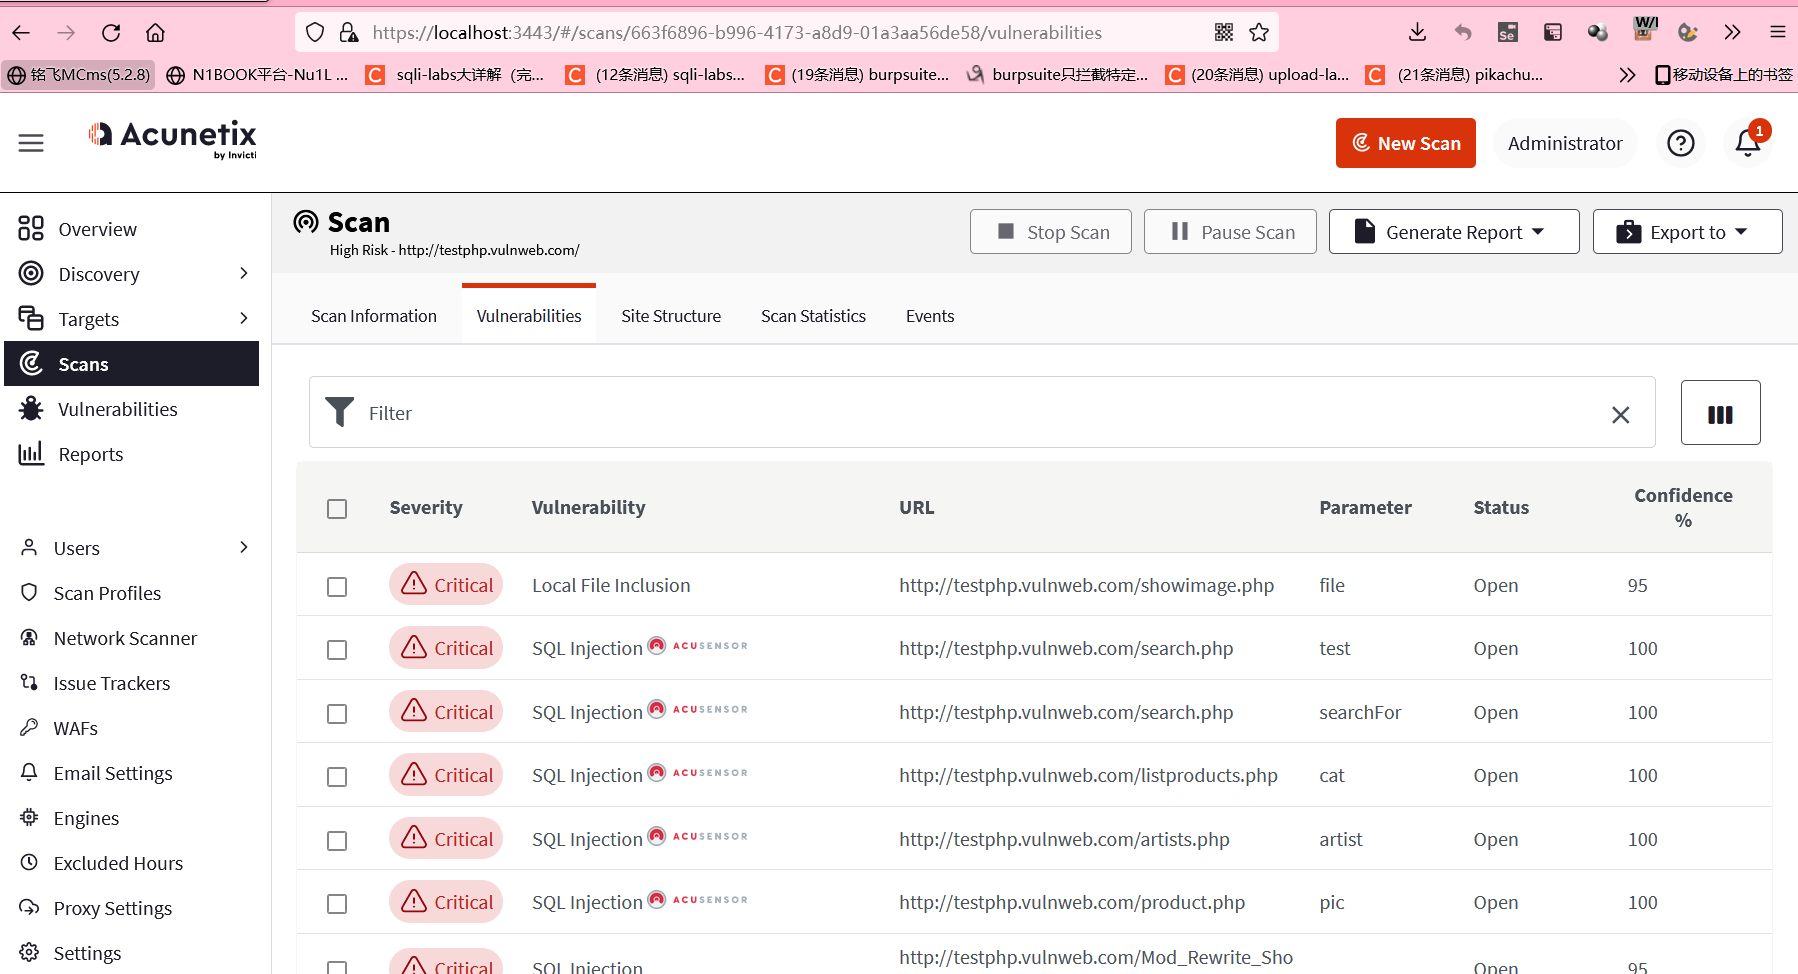 https://localhost:3443/#/scans/663f6896-b996-4173-a8d9-01a3aa56de58/vulnerabilities
铭飞MCms(5.2.8)
N1BOOK平台-Nu1L ...
sqli-labs大详解（完...
(12条消息) sqli-labs...
(19条消息) burpsuite...
burpsuite只拦截特定...
(20条消息) upload-la...
(21条消息) pikachu...
移动设备上的书签
Acunetix
by Invicti
New Scan
Administrator
1
Overview
Discovery
Targets
Scans
Vulnerabilities
Reports
Users
Scan Profiles
Network Scanner
Issue Trackers
WAFs
Email Settings
Engines
Excluded Hours
Proxy Settings
Settings
Scan
High Risk - http://testphp.vulnweb.com/
Stop Scan
Pause Scan
Generate Report
Export to
Scan Information
Vulnerabilities
Site Structure
Scan Statistics
Events
Filter
Severity Vulnerability URL Parameter Status Confidence %
Critical Local File Inclusion http://testphp.vulnweb.com/showimage.php file Open 95
Critical SQL Injection ACUSENSOR http://testphp.vulnweb.com/search.php test Open 100
Critical SQL Injection ACUSENSOR http://testphp.vulnweb.com/search.php searchFor Open 100
Critical SQL Injection ACUSENSOR http://testphp.vulnweb.com/listproducts.php cat Open 100
Critical SQL Injection ACUSENSOR http://testphp.vulnweb.com/artists.php artist Open 100
Critical SQL Injection ACUSENSOR http://testphp.vulnweb.com/product.php pic Open 100
Critical SQL Injection http://testphp.vulnweb.com/Mod_Rewrite_Sho Open 95